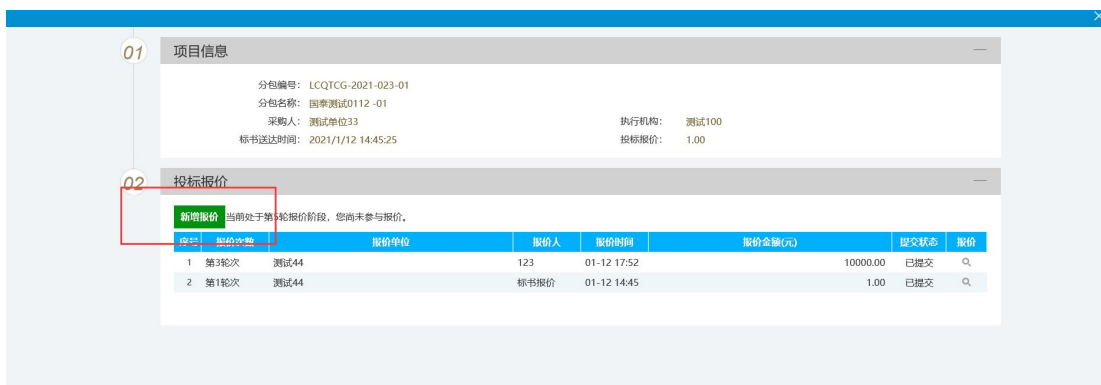 01 项目信息
分包编号： LCQTCG-2021-023-01
分包名称： 国泰测试0112 -01
采购人： 测试单位33 执行机构： 测试100
标书送达时间： 2021/1/12 14:45:25 投标报价： 1.00
02 投标报价
新增报价 当前处于第5轮报价阶段，您尚未参与报价。
序号 报价次数 报价单位 报价人 报价时间 报价金额(元) 提交状态 报价
1 第3轮次 测试44 123 01-12 17:52 10000.00 已提交
2 第1轮次 测试44 标书报价 01-12 14:45 1.00 已提交